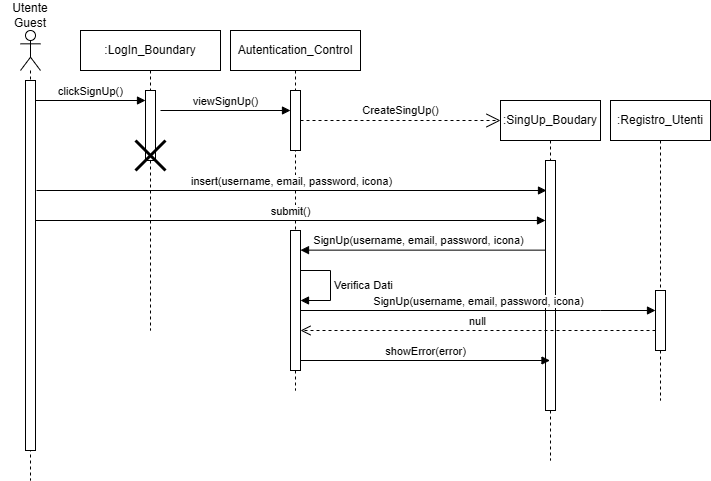 Utente
Guest
:LogIn_Boundary
Autentication_Control
clickSignUp()
viewSignUp()
CreateSingUp()
:SingUp_Boudary
:Registro_Utenti
insert(username, email, password, icona)
submit()
SignUp(username, email, password, icona)
Verifica Dati
SignUp(username, email, password, icona)
null
showError(error)